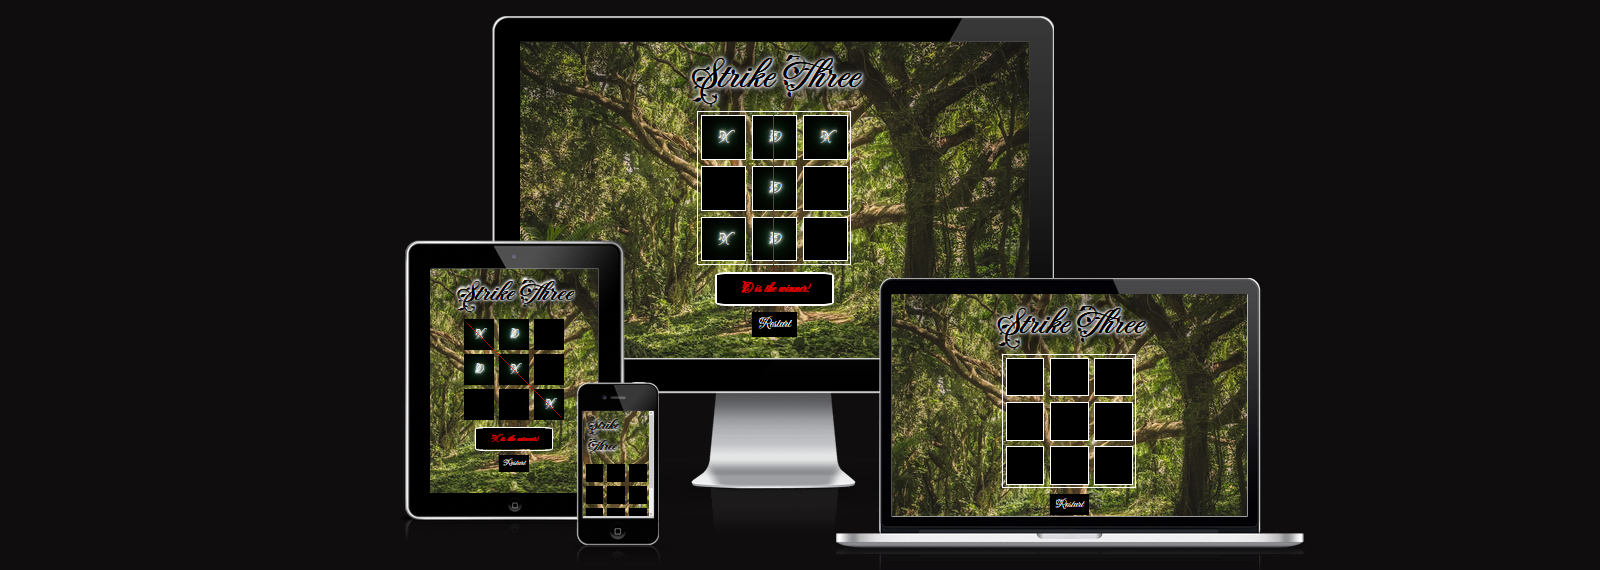 Strike Three
X O X
O
X O
O is the winner!
Restart
Strike Three
X O
O X
X
X is the winner!
Restart
Strike
Three
Strike Three
Restart